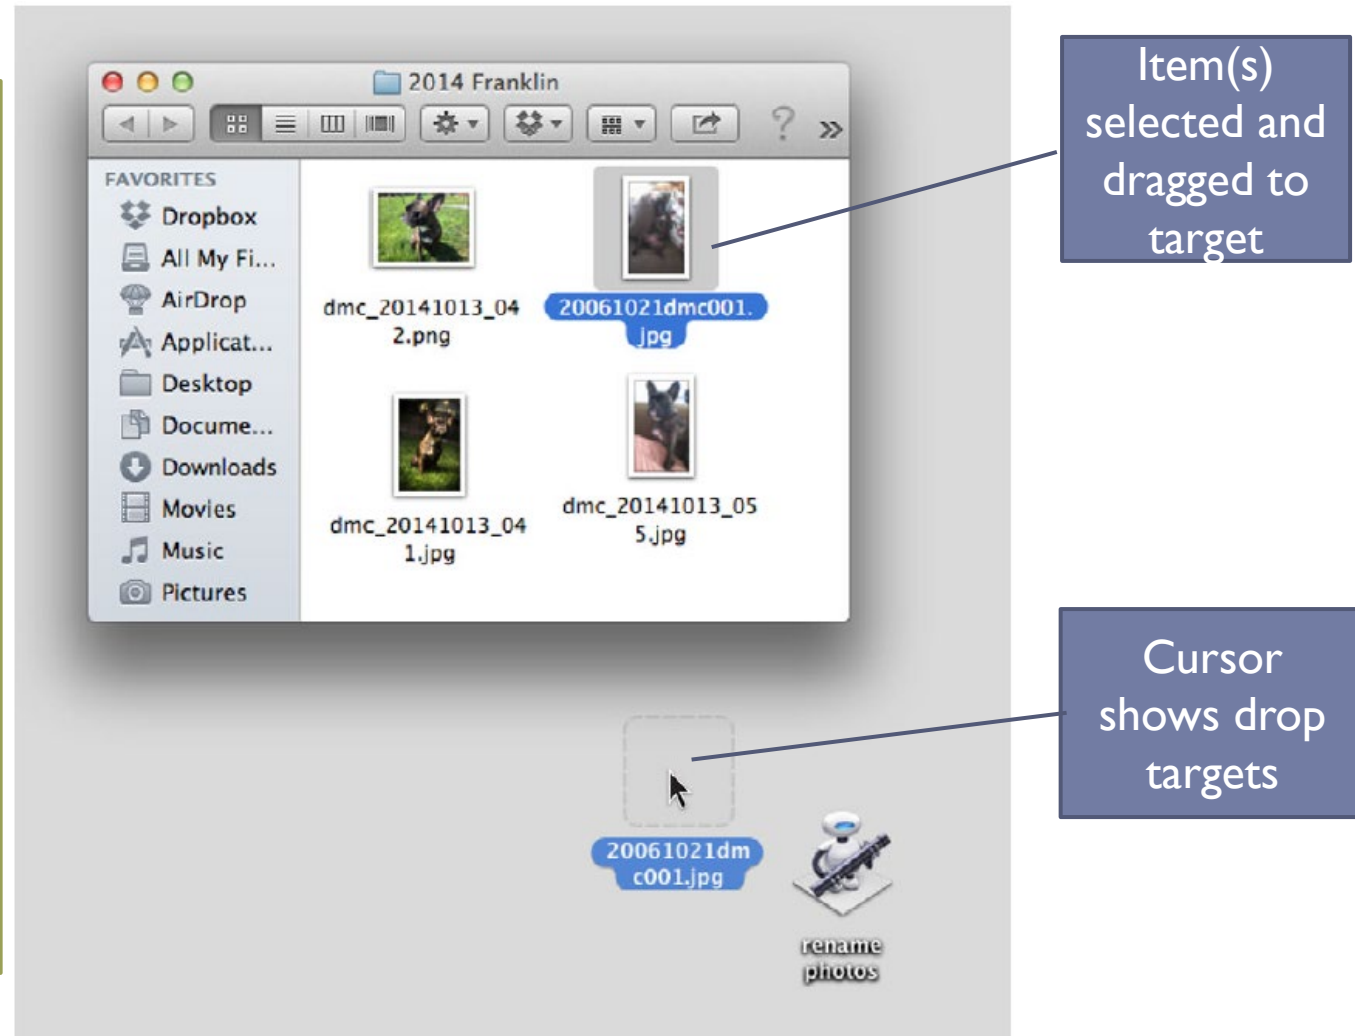 2014 Franklin
?
FAVORITES
Dropbox
All My Fi...
AirDrop
Applicat...
Desktop
Docume...
Downloads
Movies
Music
Pictures
dmc_20141013_04
2.png
20061021dmc001.
jpg
dmc_20141013_04
1.jpg
dmc_20141013_05
5.jpg
Item(s)
selected and
dragged to
target
20061021dm
c001.jpg
rename
photos
Cursor
shows drop
targets